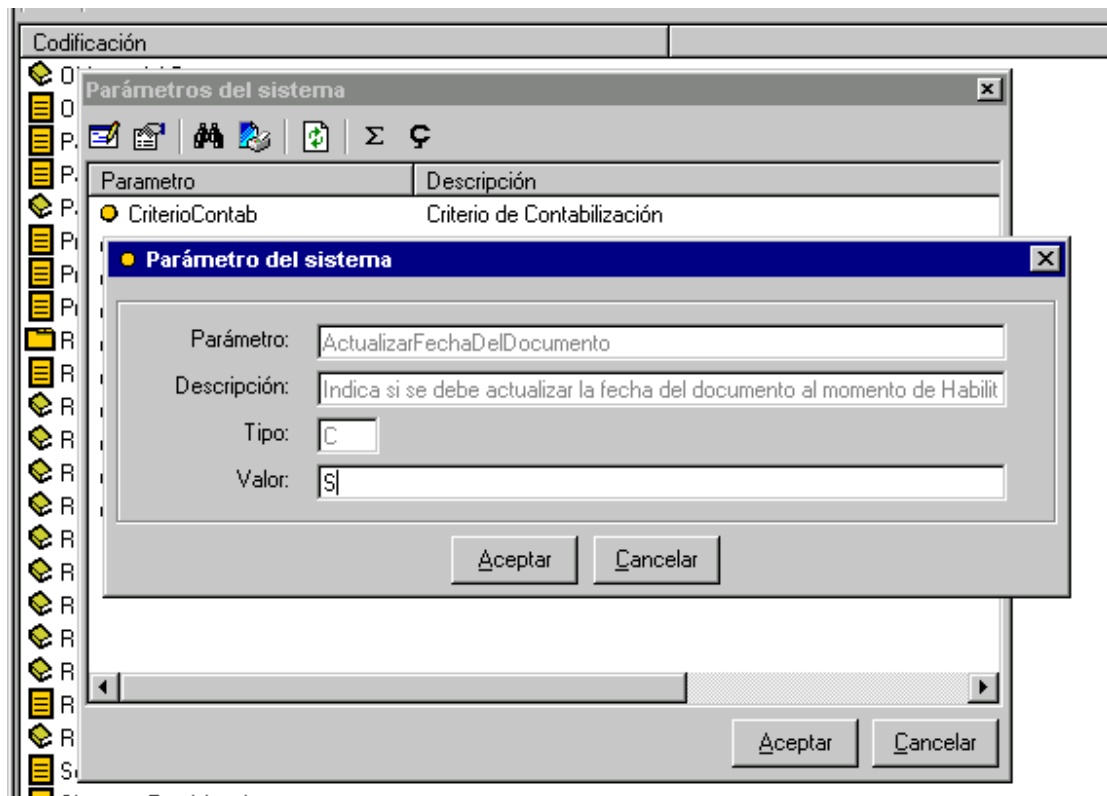 Codificación
Parámetros del sistema
Parametro Descripción
CriterioContab Criterio de Contabilización
Parámetro del sistema
Parámetro: ActualizarFechaDelDocumento
Descripción: Indica si se debe actualizar la fecha del documento al momento de Habilit
Tipo: C
Valor: S
Aceptar Cancelar
Aceptar Cancelar